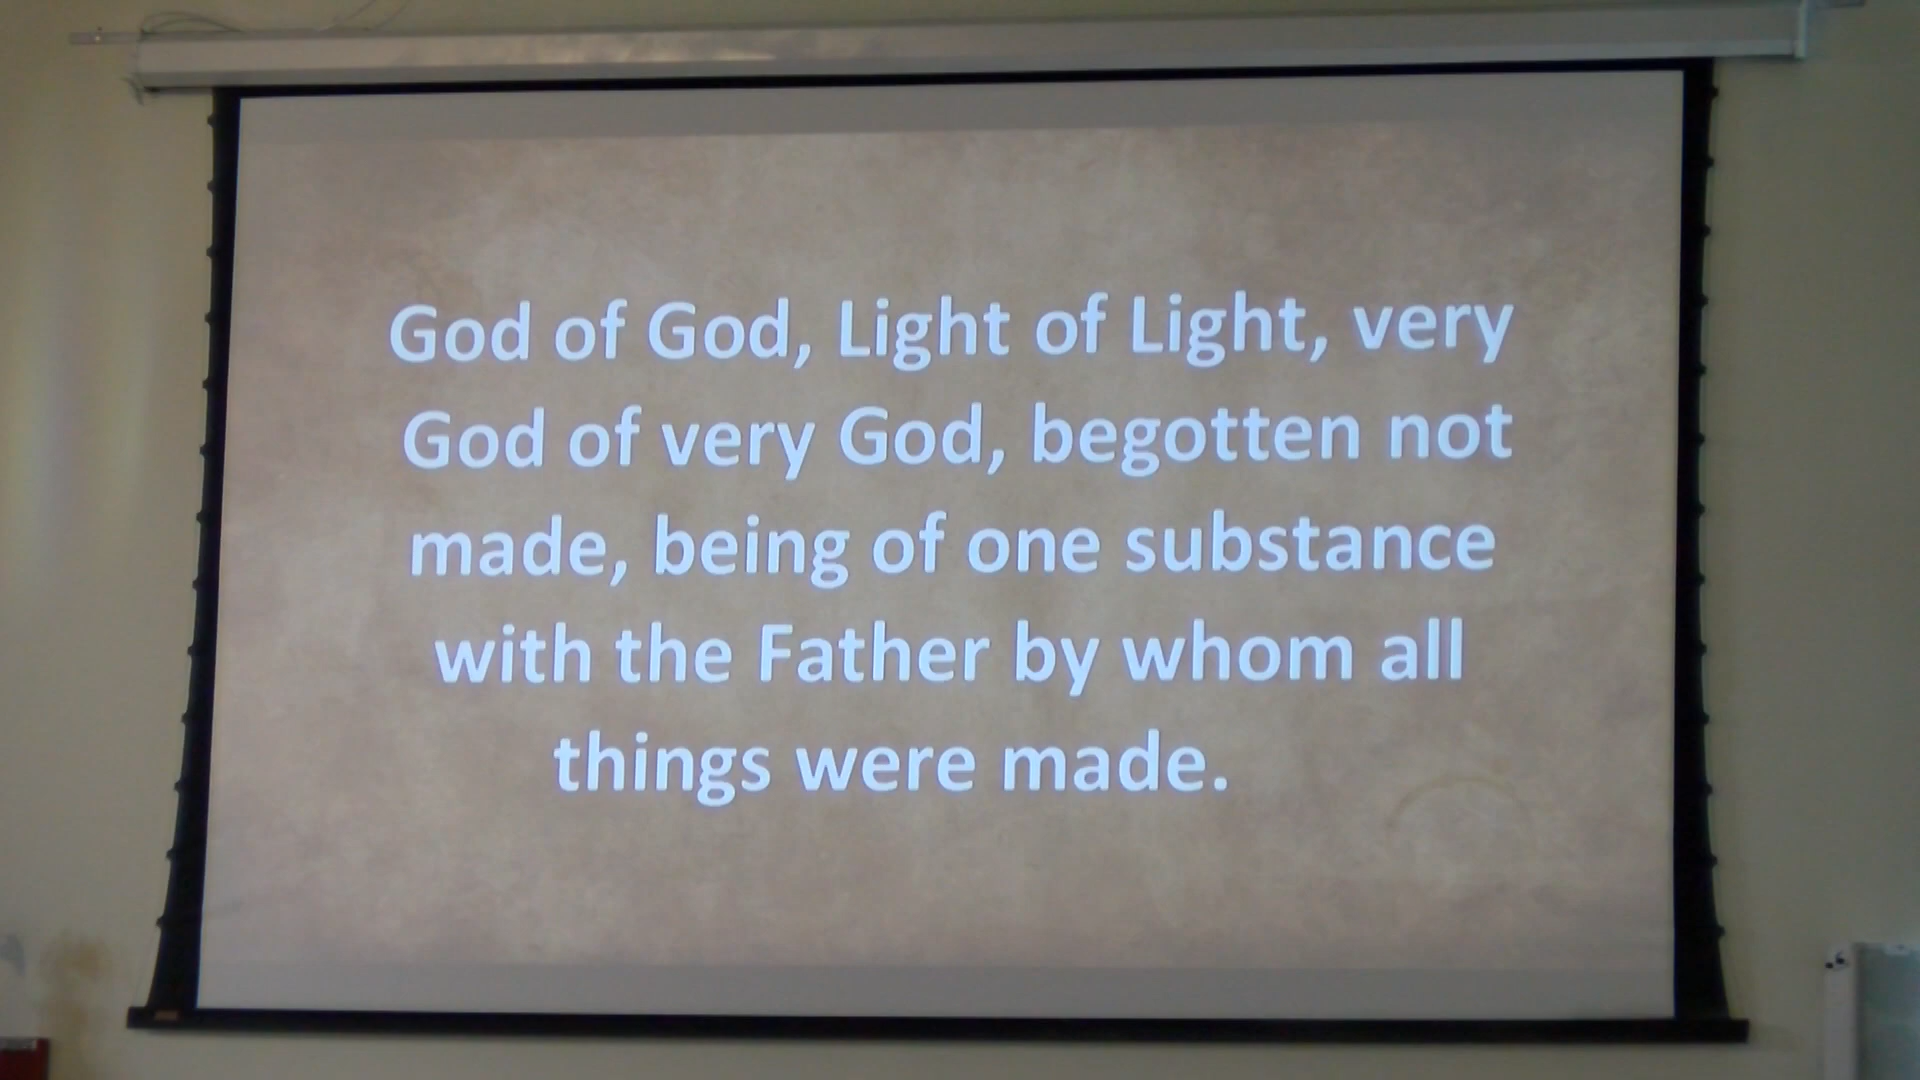 God of God, Light of Light, very
God of very God, begotten not
made, being of one substance
with the Father by whom all
things were made.